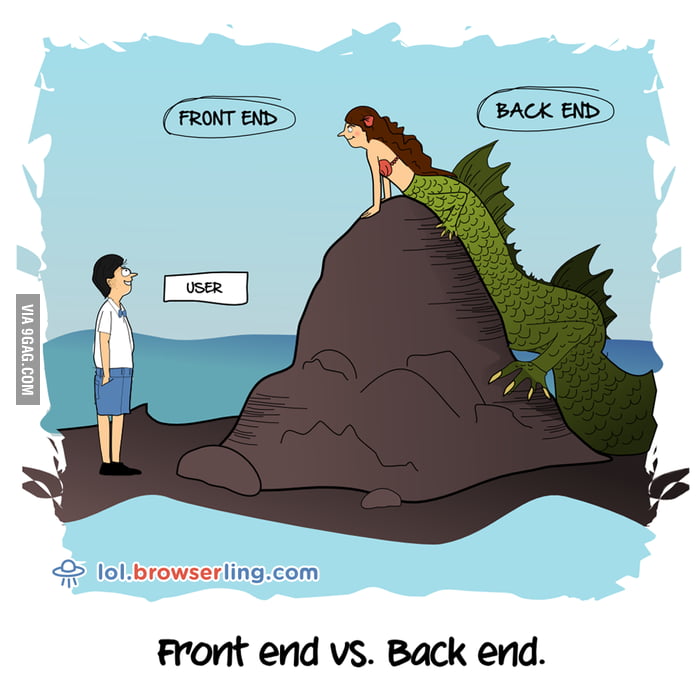 FRONT END
BACK END
USER
VIA 9GAG.COM
lol.browserling.com
Front end vs. Back end.